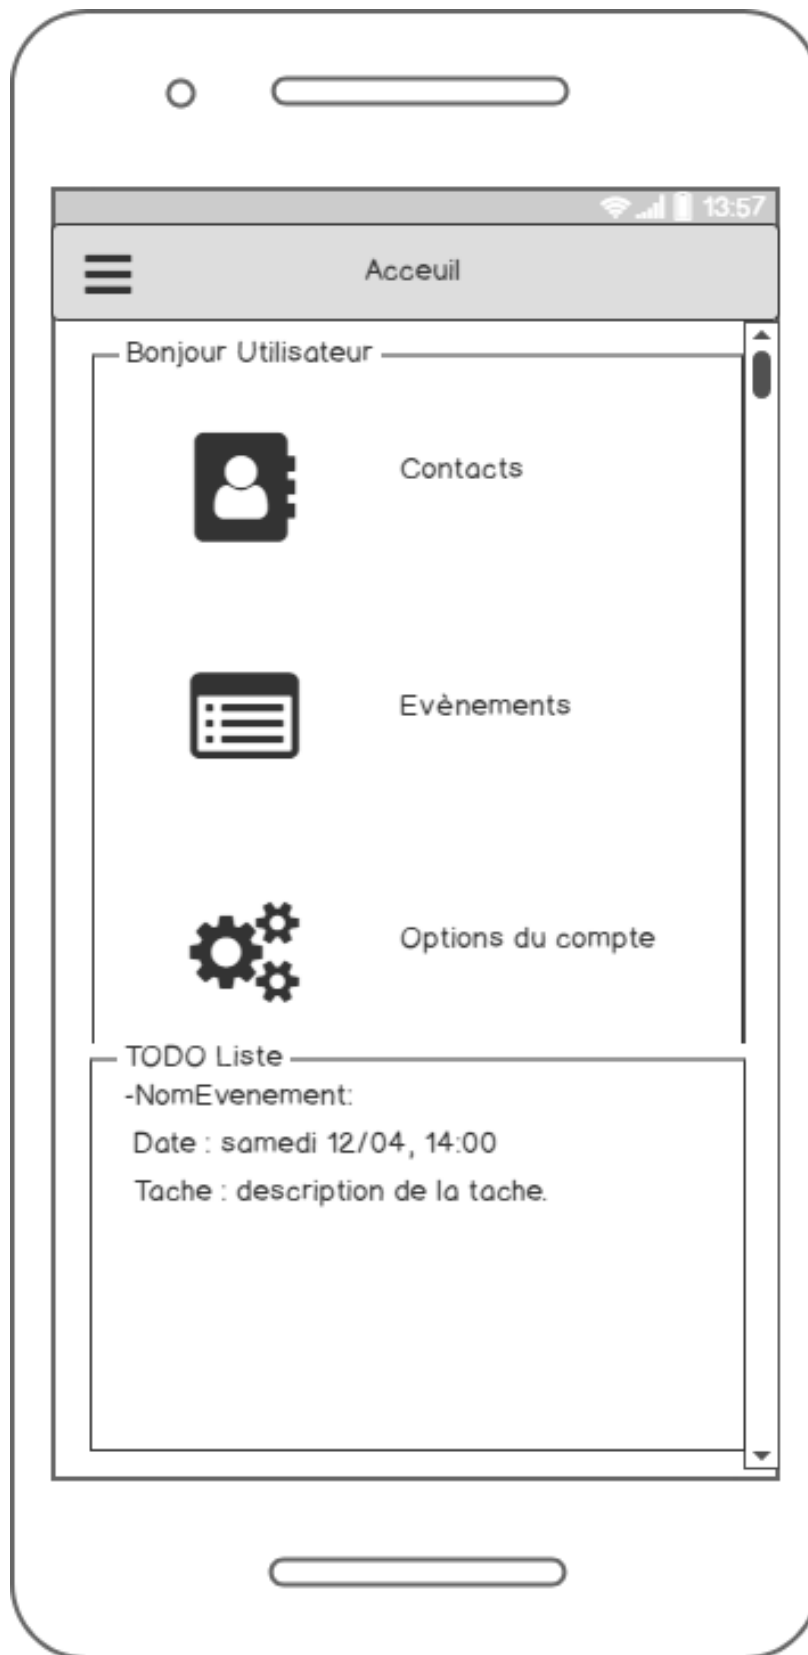 13:57
Acceuil
Bonjour Utilisateur
Contacts
Evènements
Options du compte
TODO Liste
-NomEvenement:
Date : samedi 12/04, 14:00
Tache : description de la tache.